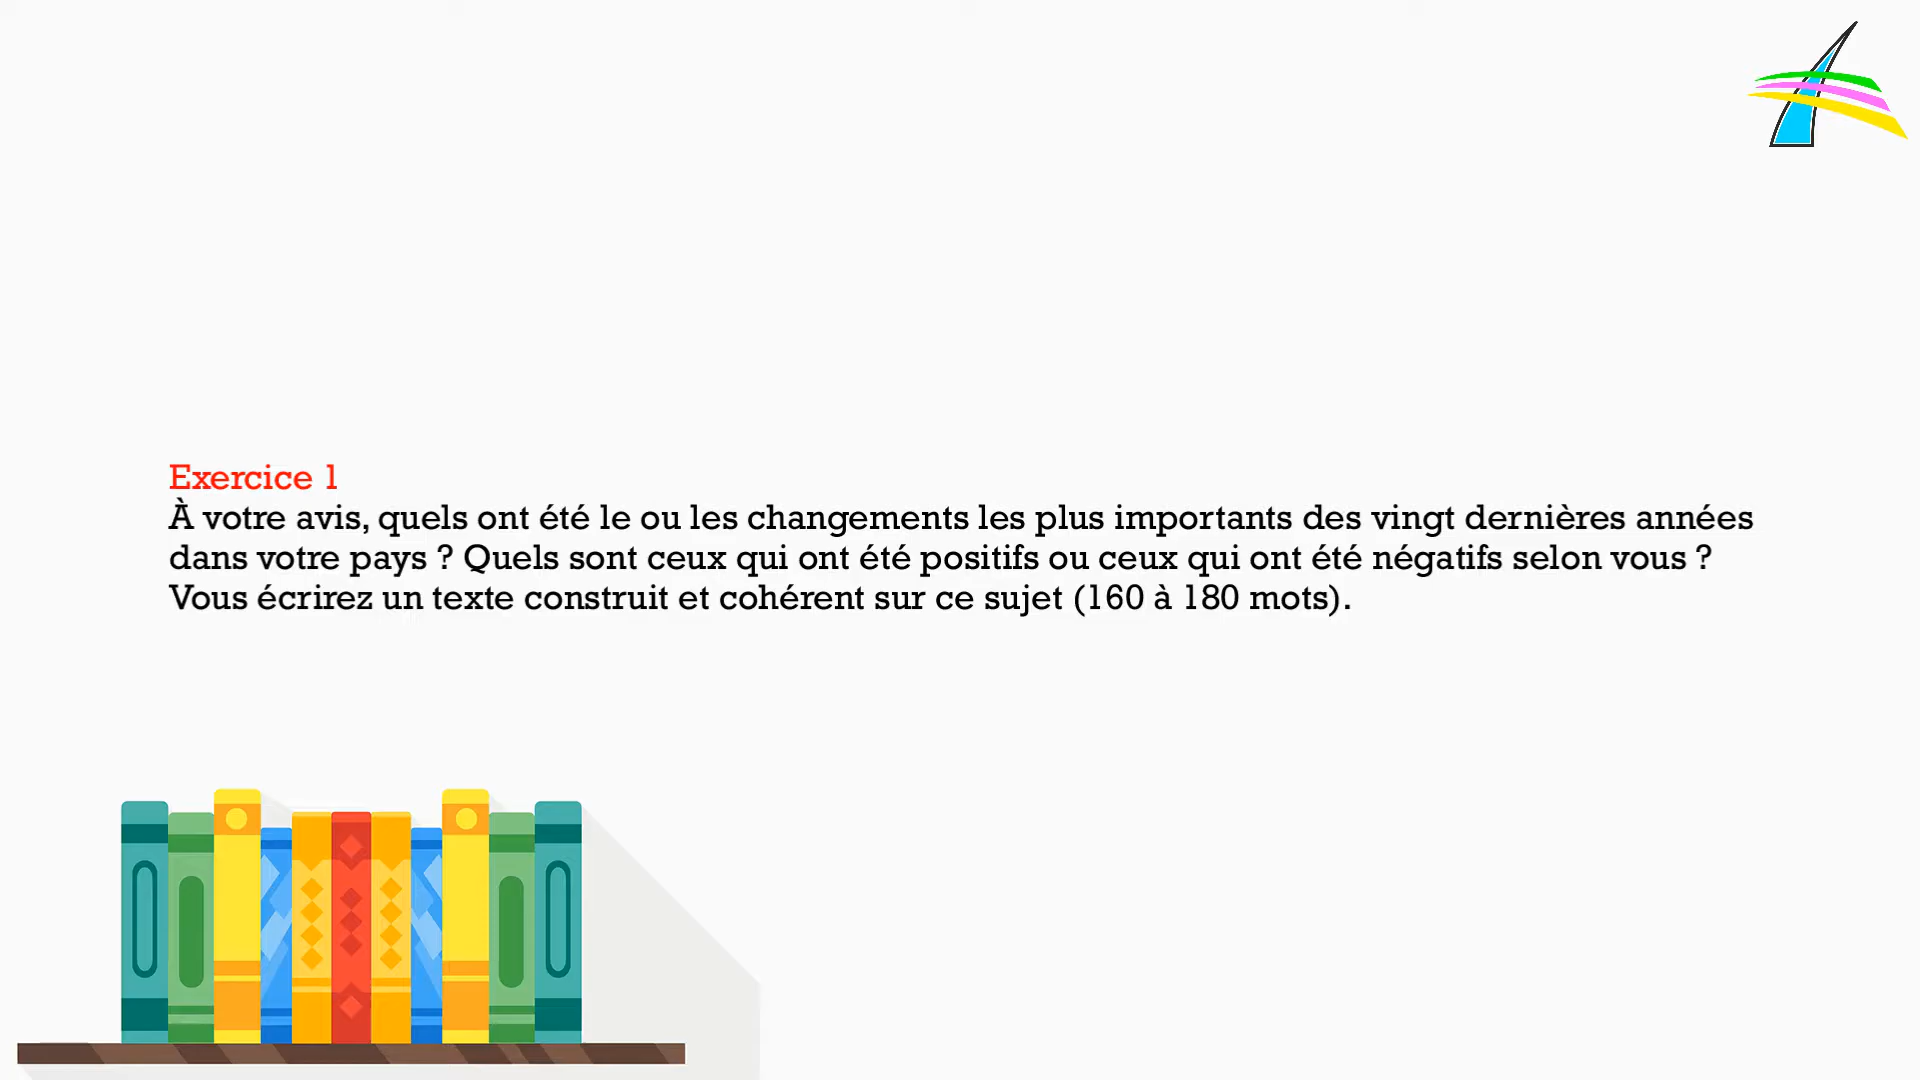 Exercice 1
À votre avis, quels ont été le ou les changements les plus importants des vingt dernières années
dans votre pays ? Quels sont ceux qui ont été positifs ou ceux qui ont été négatifs selon vous ?
Vous écrirez un texte construit et cohérent sur ce sujet (160 à 180 mots).